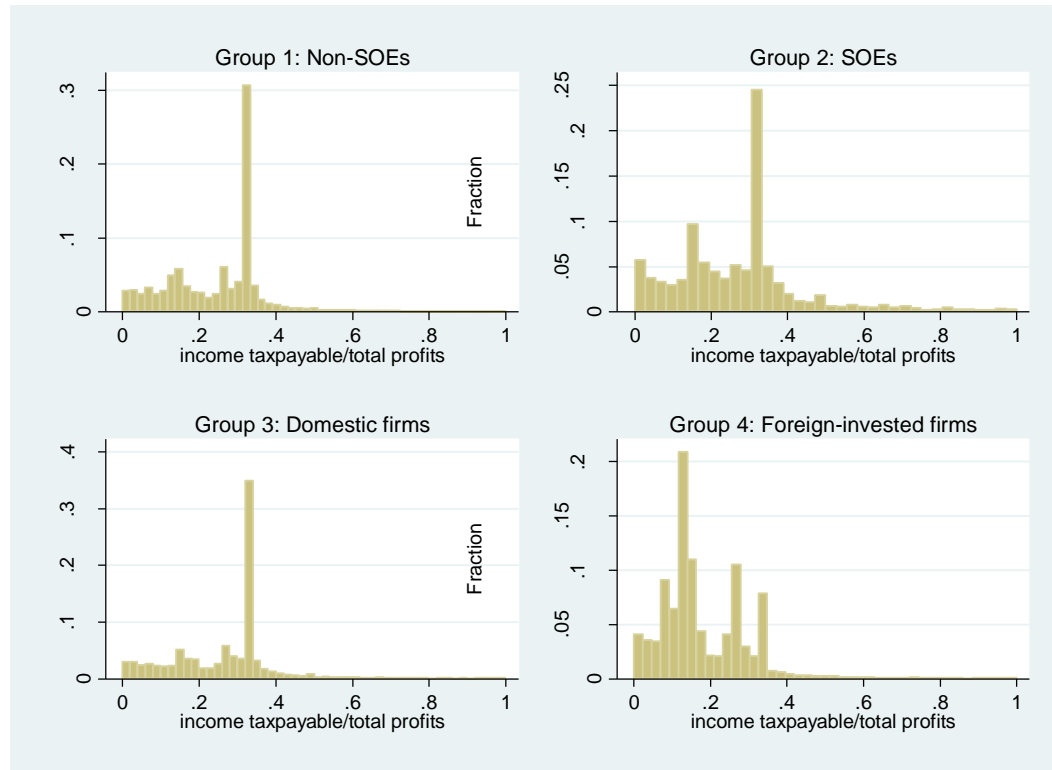 Group 1: Non-SOEs
.3
.2
.1
0
Fraction
0 .2 .4 .6 .8 1
income taxpayable/total profits
Group 2: SOEs
.25
.2
.15
.1
.05
0
0 .2 .4 .6 .8 1
income taxpayable/total profits
Group 3: Domestic firms
.4
.3
.2
.1
0
Fraction
0 .2 .4 .6 .8 1
income taxpayable/total profits
Group 4: Foreign-invested firms
.2
.15
.1
.05
0
0 .2 .4 .6 .8 1
income taxpayable/total profits